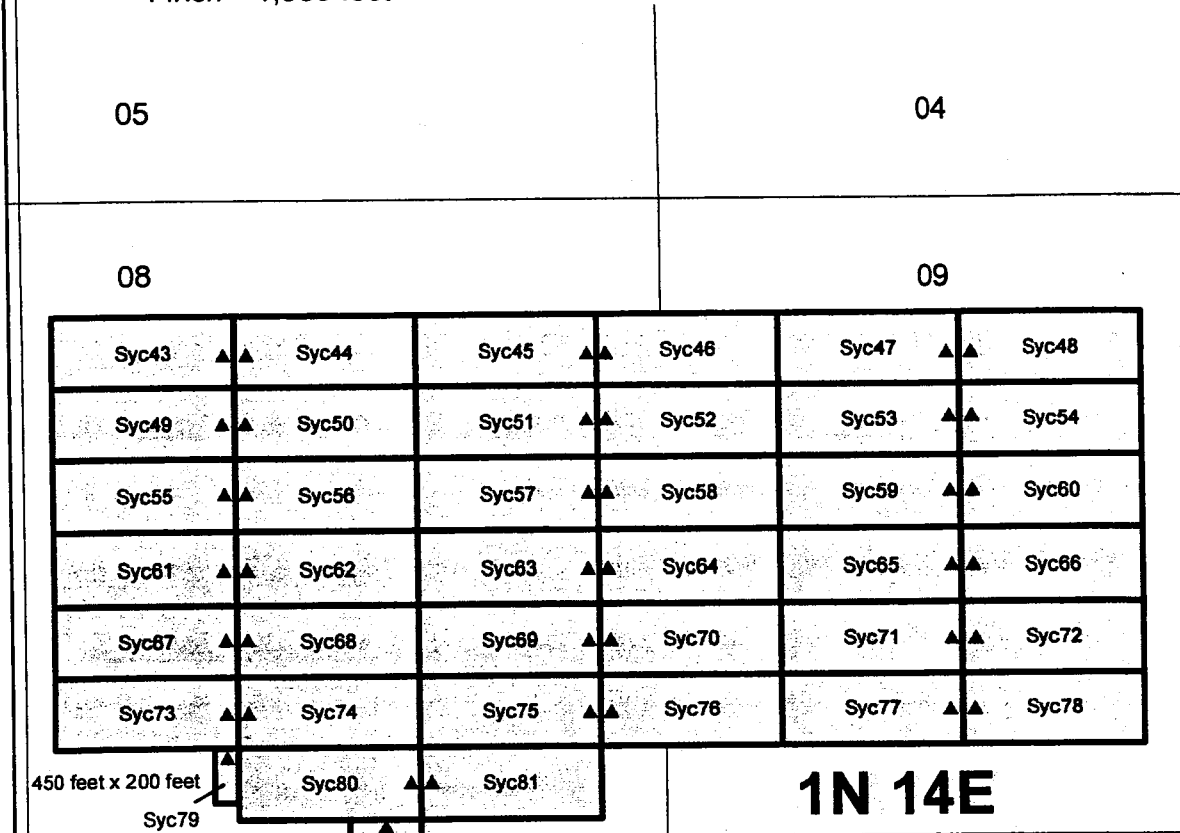 05
04
08
09
Syc43 Syc44 Syc45 Syc46 Syc47 Syc48
Syc49 Syc50 Syc51 Syc52 Syc53 Syc54
Syc55 Syc56 Syc57 Syc58 Syc59 Syc60
Syc61 Syc62 Syc63 Syc64 Syc65 Syc66
Syc67 Syc68 Syc69 Syc70 Syc71 Syc72
Syc73 Syc74 Syc75 Syc76 Syc77 Syc78
450 feet x 200 feet Syc80 Syc81
Syc79
1N 14E